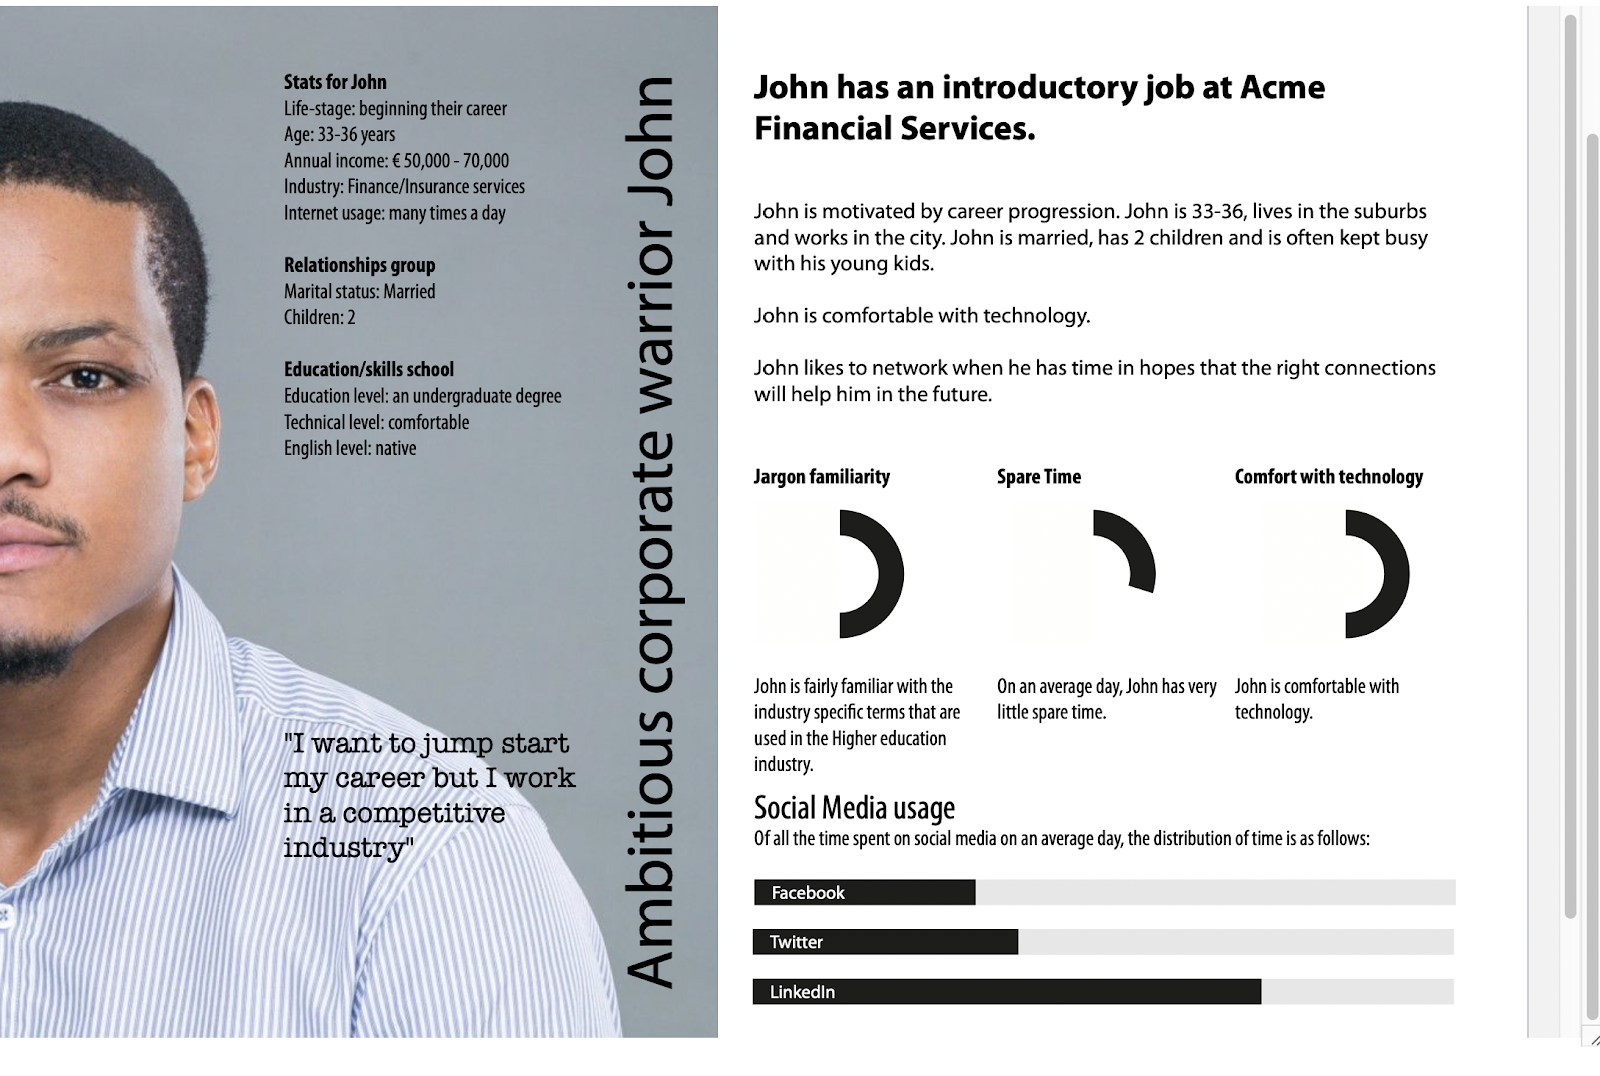 Stats for John
Life-stage: beginning their career
Age: 33-36 years
Annual income: € 50,000 - 70,000
Industry: Finance/Insurance services
Internet usage: many times a day
Relationships group
Marital status: Married
Children: 2
Education/skills school
Education level: an undergraduate degree
Technical level: comfortable
English level: native
"I want to jump start
my career but I work
in a competitive
industry"
Ambitious corporate warrior John
John has an introductory job at Acme
Financial Services.
John is motivated by career progression. John is 33-36, lives in the suburbs
and works in the city. John is married, has 2 children and is often kept busy
with his young kids.
John is comfortable with technology.
John likes to network when he has time in hopes that the right connections
will help him in the future.
Jargon familiarity
John is fairly familiar with the
industry specific terms that are
used in the Higher education
industry.
Spare Time
On an average day, John has very
little spare time.
Comfort with technology
John is comfortable with
technology.
Social Media usage
Of all the time spent on social media on an average day, the distribution of time is as follows:
Facebook
Twitter
LinkedIn